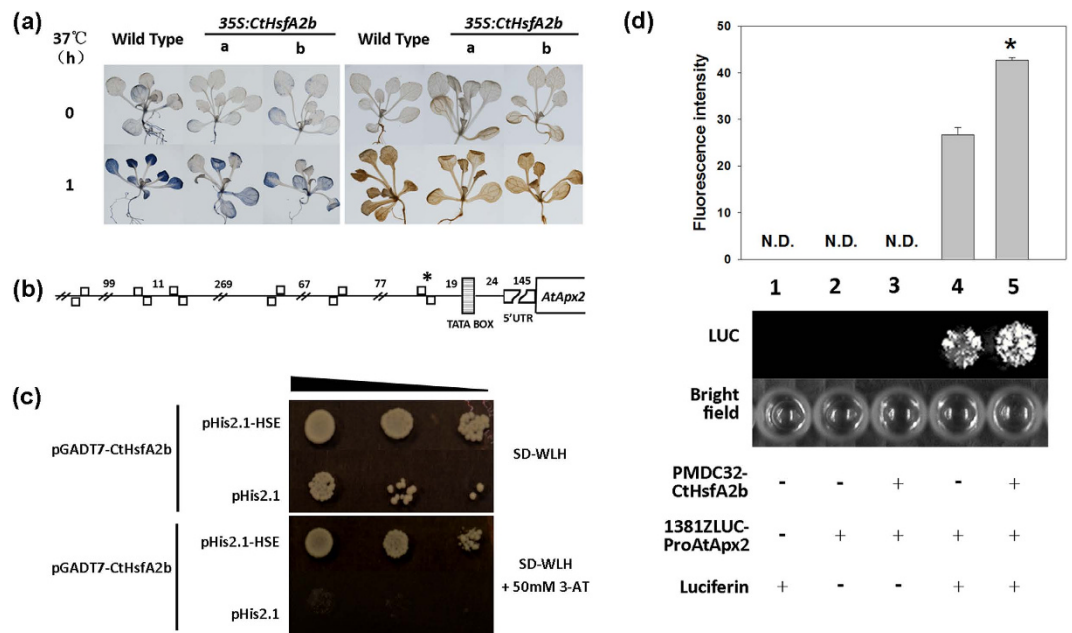 (a)
37℃
(h)
Wild Type
35S:CtHsfA2b
a b
Wild Type
35S:CtHsfA2b
a b
0
1
(b)
99 11 269 67 77 * 19 24 145
TATA BOX
5'UTR
AtApx2
(c)
pGADT7-CtHsfA2b
pHis2.1-HSE
pHis2.1
SD-WLH
pGADT7-CtHsfA2b
pHis2.1-HSE
pHis2.1
SD-WLH
+ 50mM 3-AT
(d)
Fluorescence intensity
50
40
30
20
10
0
N.D. N.D. N.D. *
1 2 3 4 5
LUC
Bright
field
PMDC32-
CtHsfA2b - - + - +
1381ZLUC-
ProAtApx2 - + + + +
Luciferin + - - + +